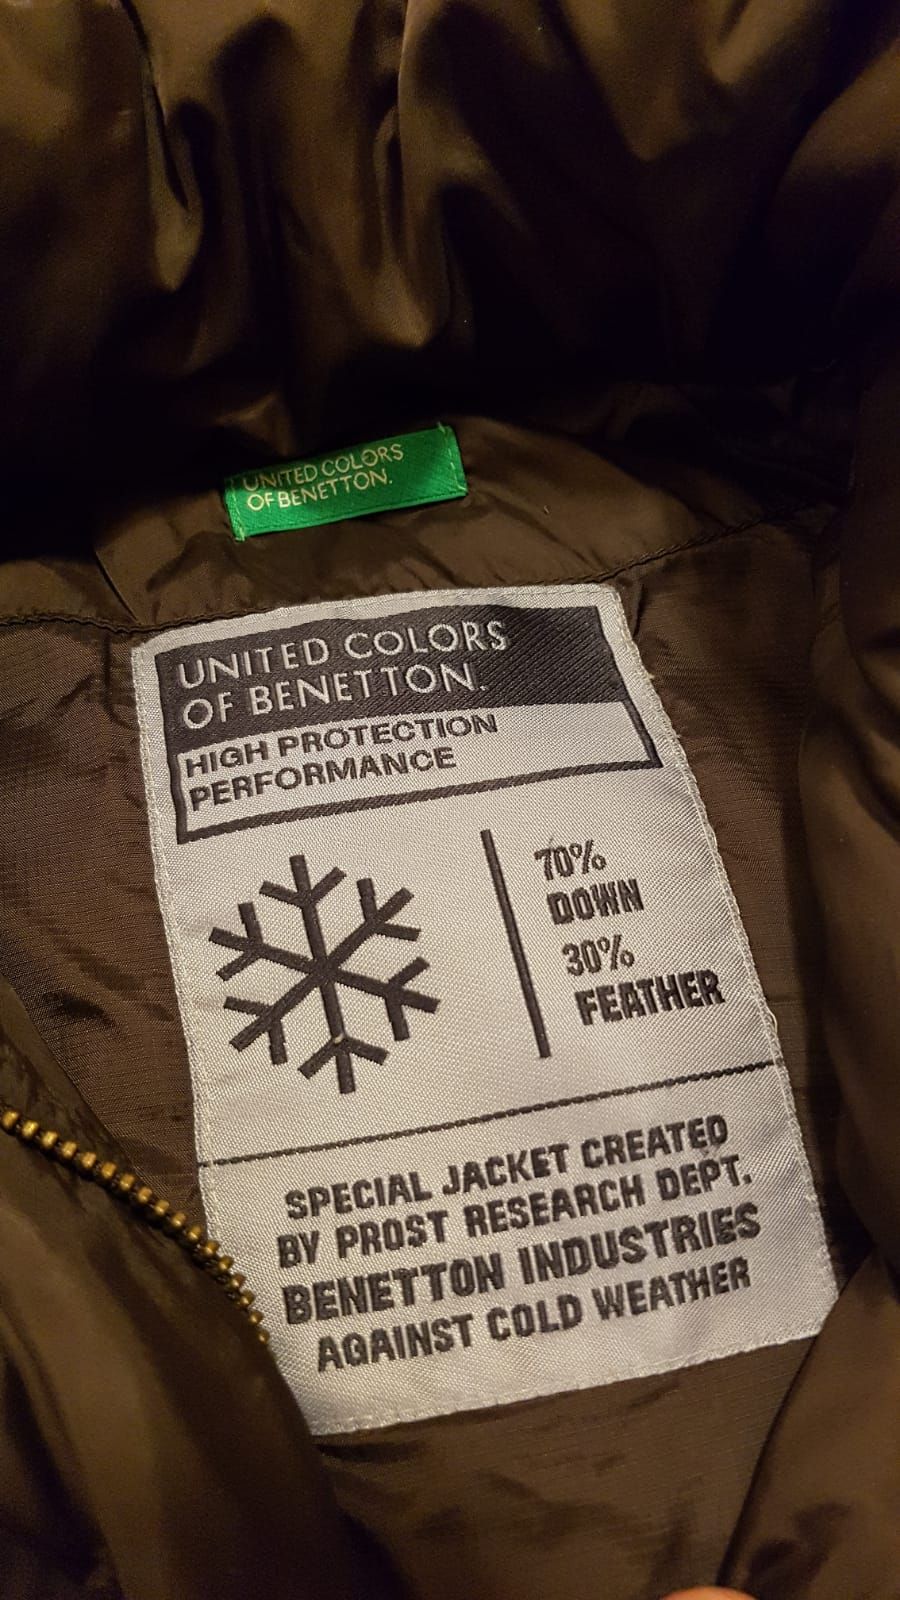 UNITED COLORS
OF BENETTON.
UNITED COLORS
OF BENETTON.
HIGH PROTECTION
PERFORMANCE
70%
DOWN
30%
FEATHER
SPECIAL JACKET CREATED
BY PROST RESEARCH DEPT.
BENETTON INDUSTRIES
AGAINST COLD WEATHER